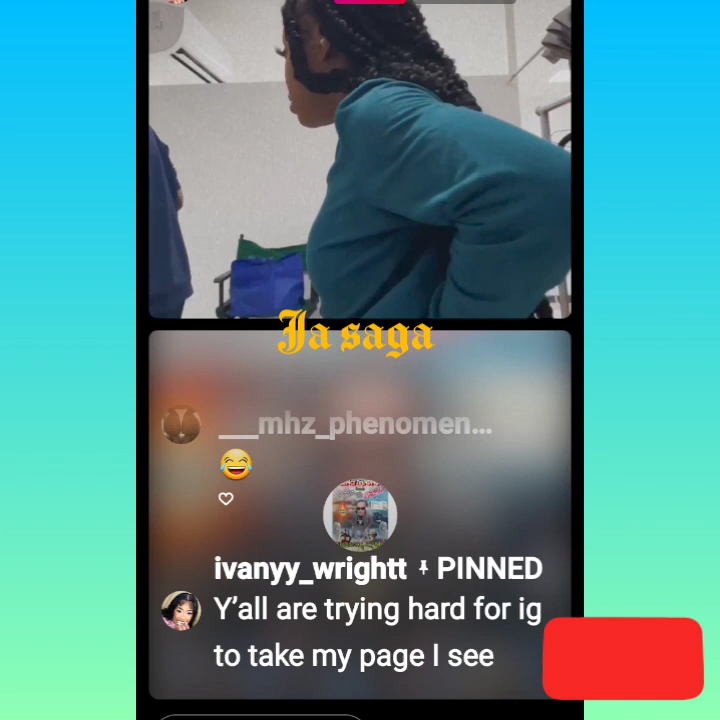 Ja saga
___mhz_phenomen...
ivanyy_wrightt PINNED
Y'all are trying hard for ig
to take my page I see